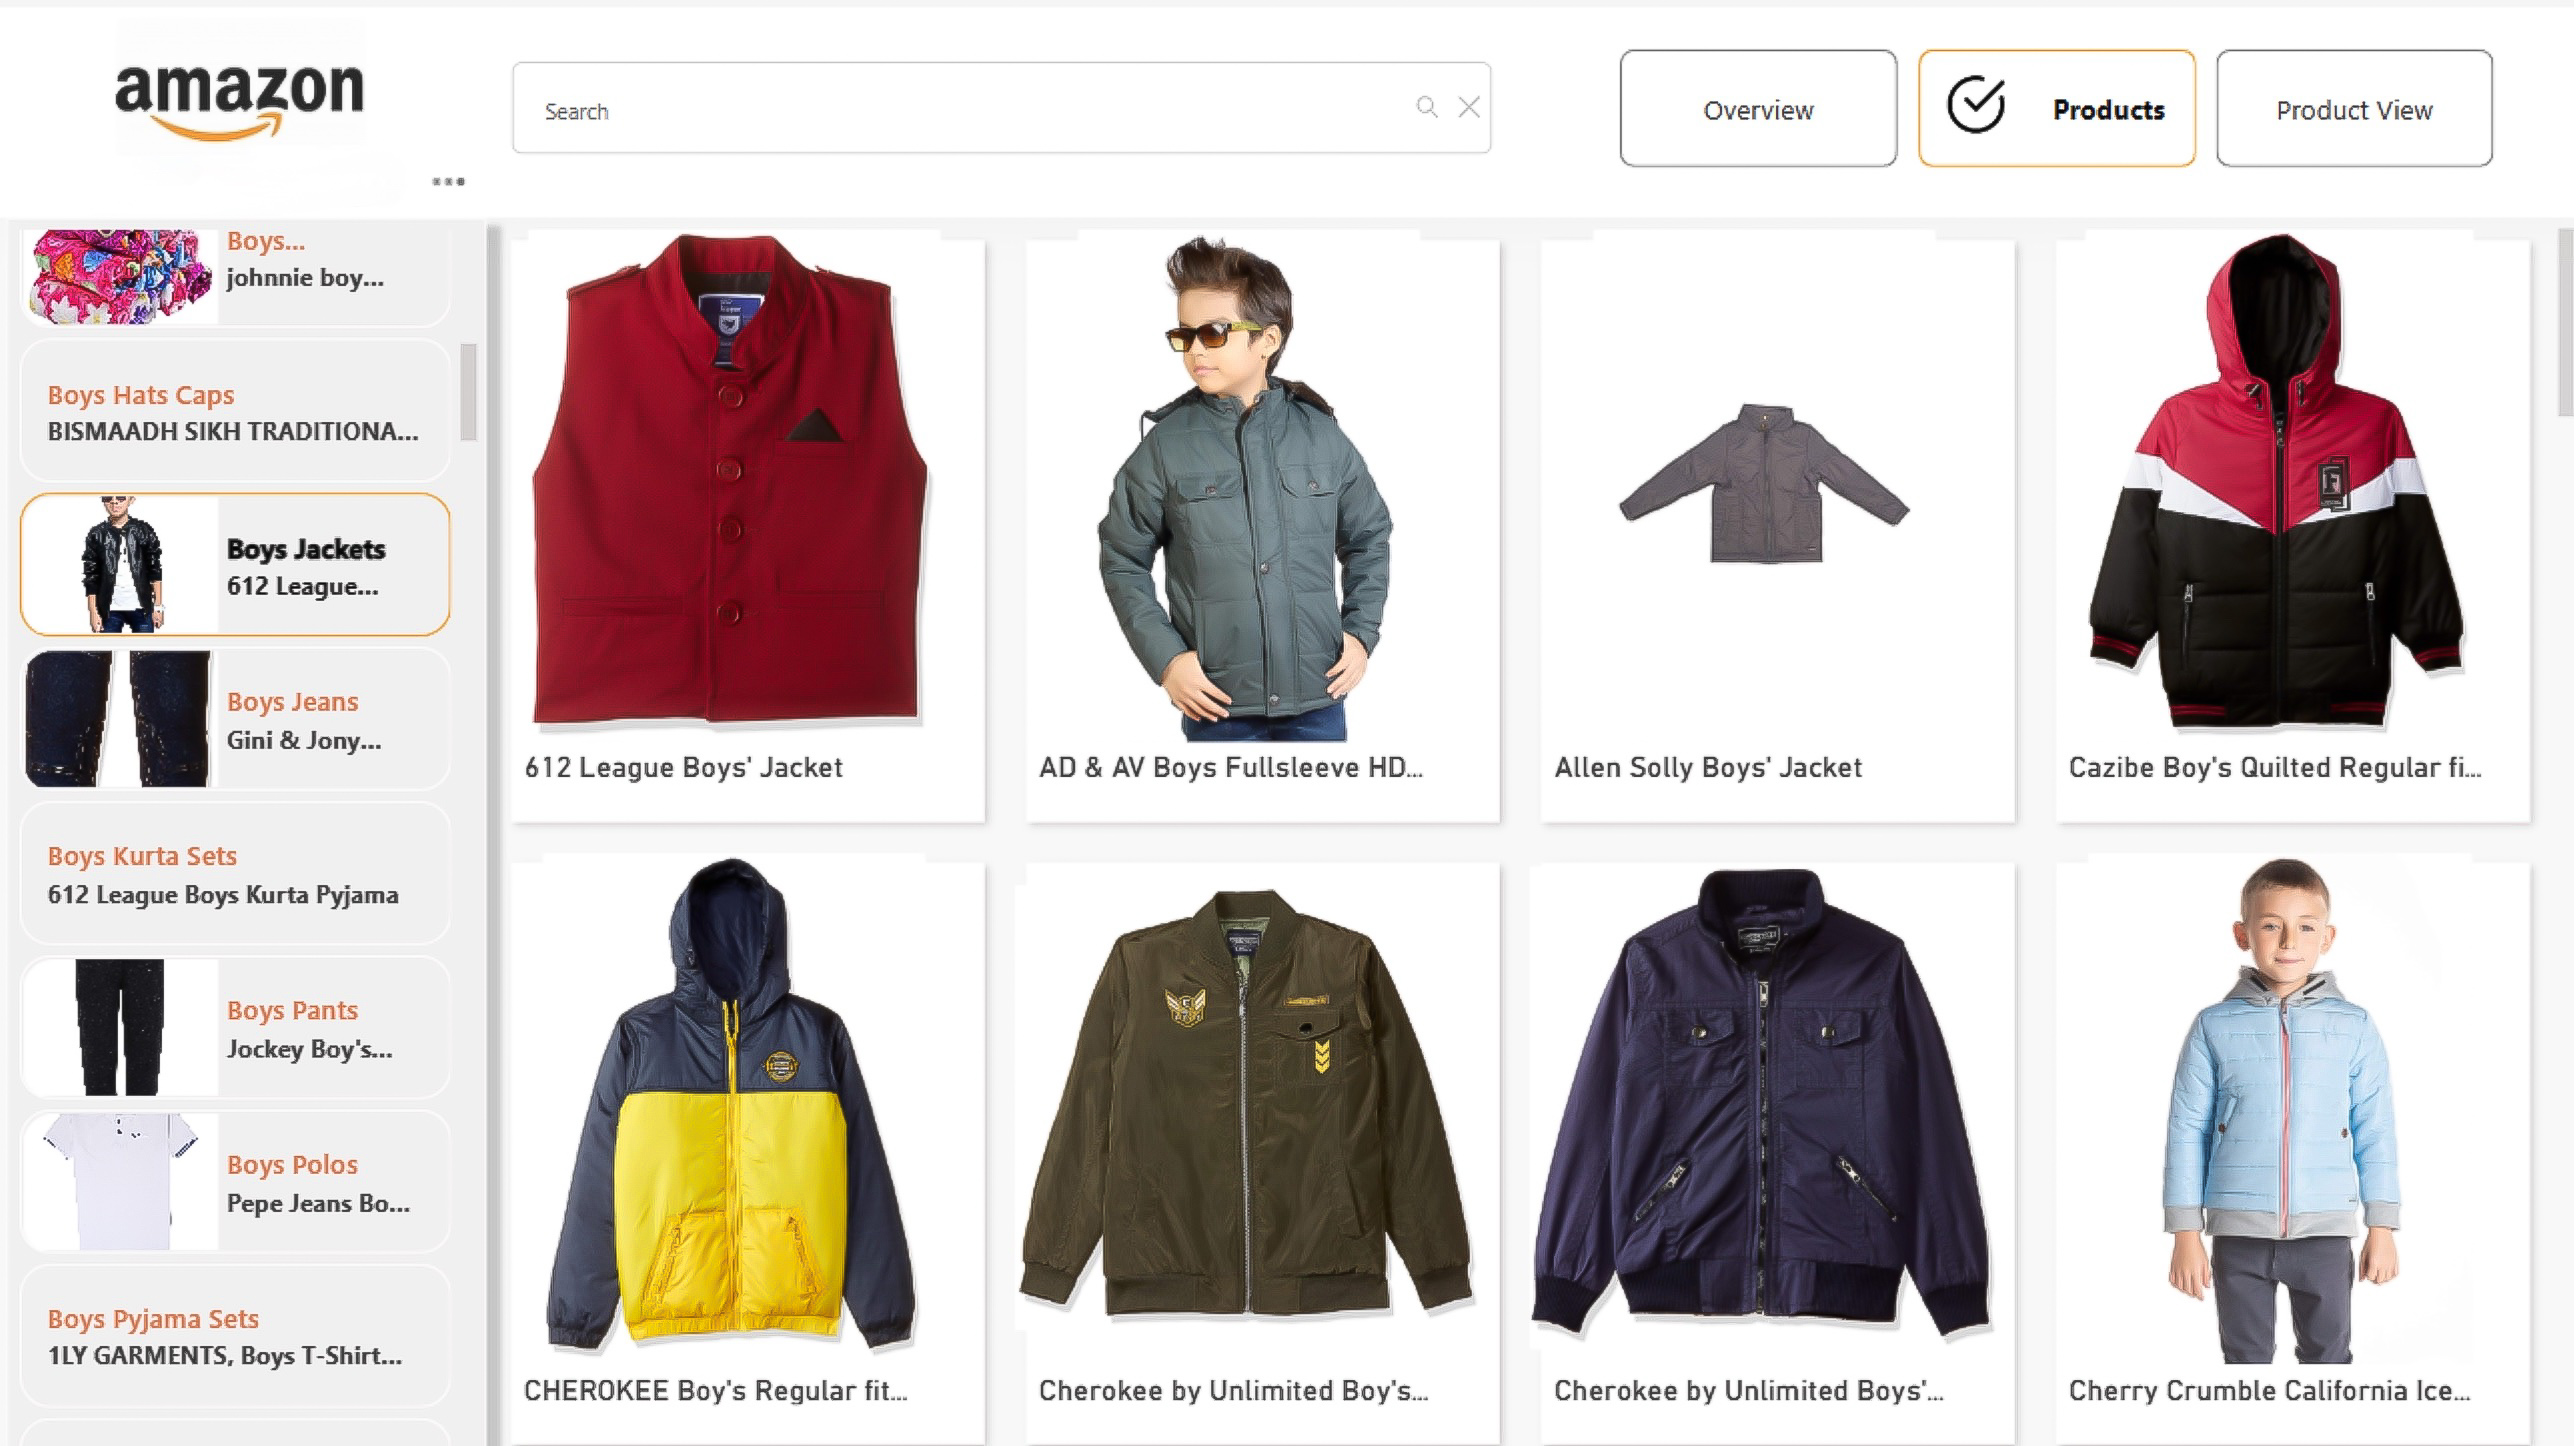 amazon
Search
Overview
Products
Product View
Boys...
johnnie boy...
Boys Hats Caps
BISMAADH SIKH TRADITIONA...
Boys Jackets
612 League...
Boys Jeans
Gini & Jony...
Boys Kurta Sets
612 League Boys Kurta Pyjama
Boys Pants
Jockey Boy's...
Boys Polos
Pepe Jeans Bo...
Boys Pyjama Sets
1LY GARMENTS, Boys T-Shirt...
612 League Boys' Jacket
AD & AV Boys Fullsleeve HD...
Allen Solly Boys' Jacket
Cazibe Boy's Quilted Regular fi...
CHEROKEE Boy's Regular fit...
Cherokee by Unlimited Boy's...
Cherokee by Unlimited Boys'...
Cherry Crumble California Ice...